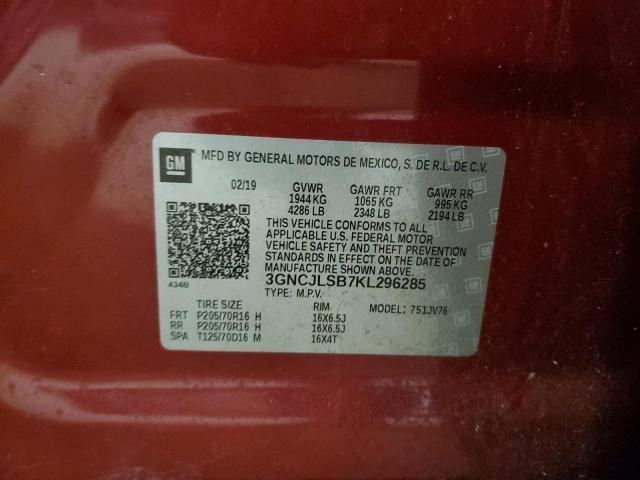 GM MFD BY GENERAL MOTORS DE MEXICO, S. DE R.L. DE C.V.
02/19 GVWR GAWR FRT GAWR RR
1944 KG 1065 KG 995 KG
4286 LB 2348 LB 2194 LB
THIS VEHICLE CONFORMS TO ALL
APPLICABLE U.S. FEDERAL MOTOR
VEHICLE SAFETY AND THEFT PREVENTION
STANDARDS IN EFFECT ON THE DATE
OF MANUFACTURE SHOWN ABOVE.
434B 3GNCJLSB7KL296285
TYPE: M.P.V.
TIRE SIZE RIM MODEL: 751JV76
FRT P205/70R16 H 16X6.5J
RR P205/70R16 H 16X6.5J
SPA T125/70D16 M 16X4T